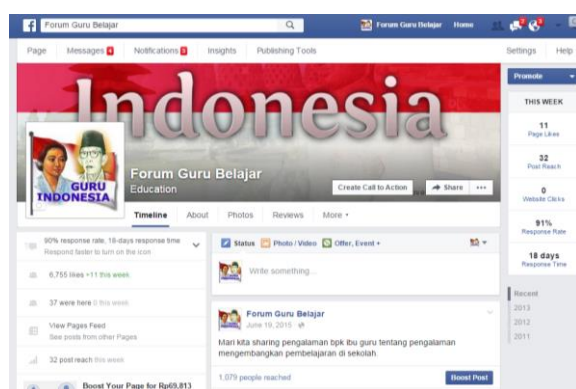 Forum Guru Belajar
Forum Guru Belajar Home
Page Messages 4 Notifications Insights Publishing Tools Settings Help
Indonesia
GURU
INDONESIA
Forum Guru Belajar
Education
Create Call to Action Share
Timeline About Photos Reviews More
90% response rate, 18-days response time
Respond faster to turn on the icon
6,755 likes +11 this week
37 were here 0 this week
View Pages Feed
See posts from other Pages
32 post reach this week
Boost Your Page for Rp69,813
Status Photo / Video Offer, Event +
Write something...
Forum Guru Belajar
June 19, 2015
Mari kita sharing pengalaman bpk ibu guru tentang pengalaman
mengembangkan pembelajaran di sekolah.
1,079 people reached Boost Post
Promote
THIS WEEK
11
Page Likes
32
Post Reach
0
Website Clicks
91%
Response Rate
18 days
Response Time
Recent
2013
2012
2011